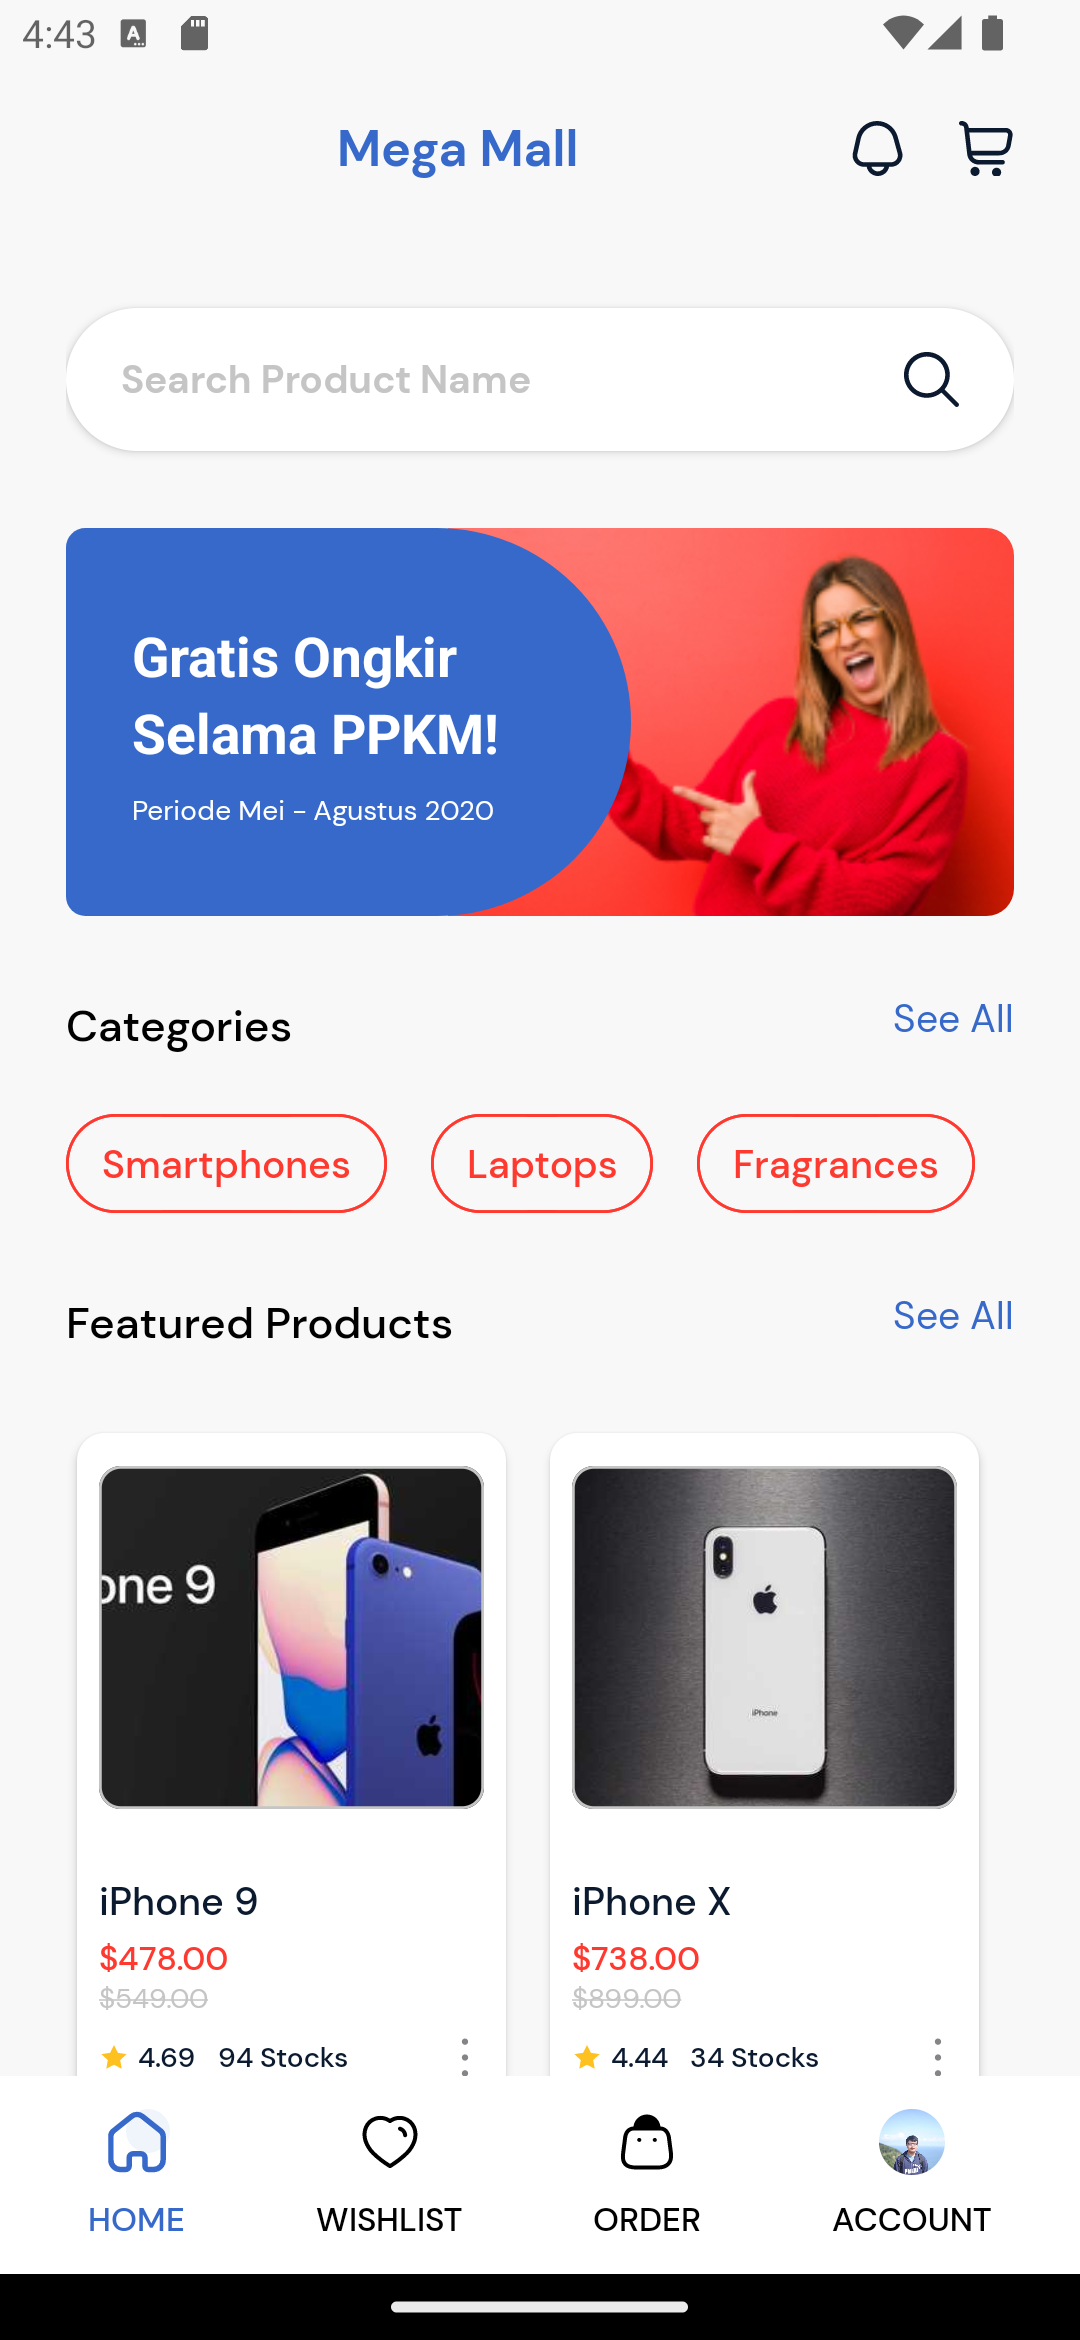 4:43
Mega Mall
Search Product Name
Gratis Ongkir
Selama PPKM!
Periode Mei - Agustus 2020
Categories
See All
Smartphones
Laptops
Fragrances
Featured Products
See All
one 9
iPhone
iPhone 9
$478.00
$549.00
4.69
94 Stocks
iPhone X
$738.00
$899.00
4.44
34 Stocks
HOME
WISHLIST
ORDER
ACCOUNT